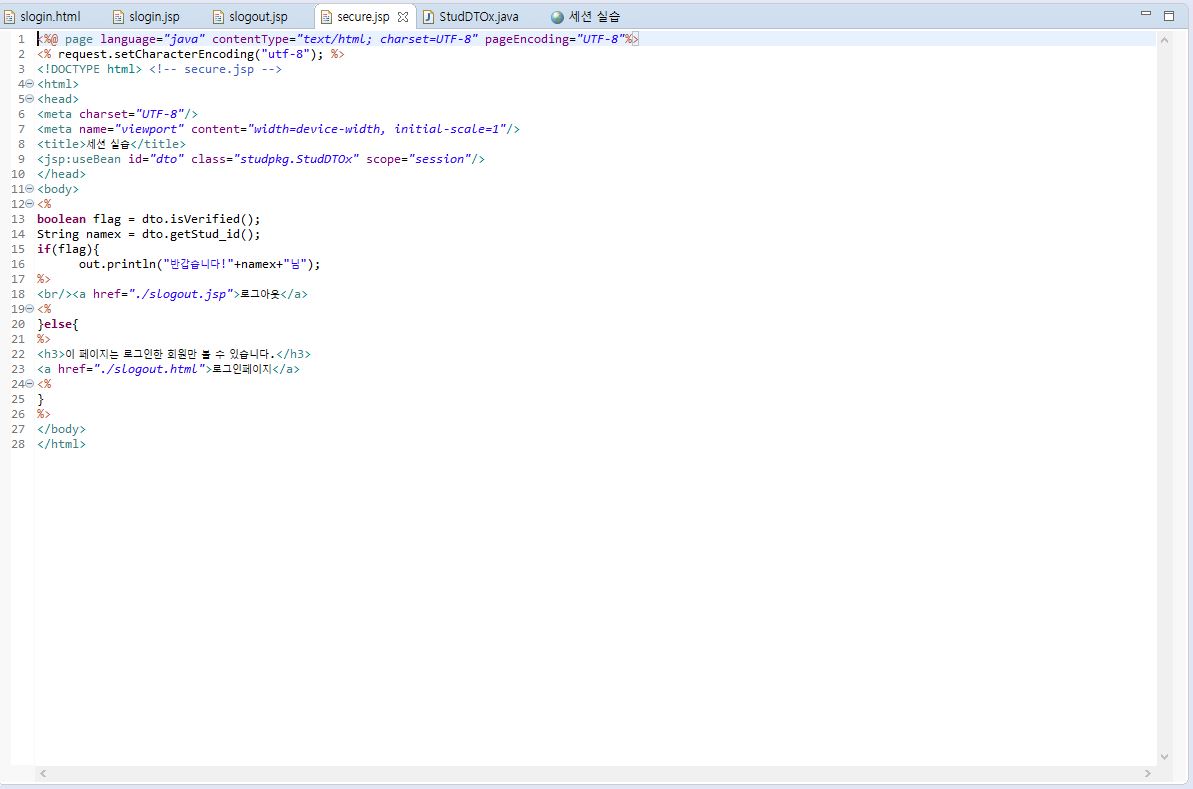 slogin.html slogin.jsp slogout.jsp secure.jsp StudDTOx.java 세션 실습
1 <%@ page language="java" contentType="text/html; charset=UTF-8" pageEncoding="UTF-8"%>
2 <% request.setCharacterEncoding("utf-8"); %>
3 <!DOCTYPE html> <!-- secure.jsp -->
4 <html>
5 <head>
6 <meta charset="UTF-8"/>
7 <meta name="viewport" content="width=device-width, initial-scale=1"/>
8 <title>세션 실습</title>
9 <jsp:useBean id="dto" class="studpkg.StudDTOx" scope="session"/>
10 </head>
11 <body>
12 <%
13 boolean flag = dto.isVerified();
14 String namex = dto.getStud_id();
15 if(flag){
16 out.println("반갑습니다!"+namex+"님");
17 %>
18 <br/><a href="./slogout.jsp">로그아웃</a>
19 <%
20 }else{
21 %>
22 <h3>이 페이지는 로그인한 회원만 볼 수 있습니다.</h3>
23 <a href="./slogout.html">로그인페이지</a>
24 <%
25 }
26 %>
27 </body>
28 </html>